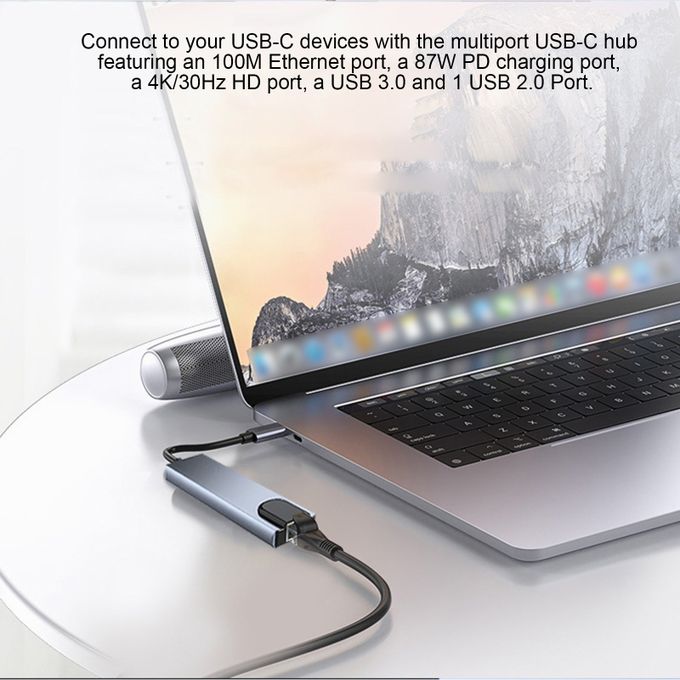 Connect to your USB-C devices with the multiport USB-C hub
featuring an 100M Ethernet port, a 87W PD charging port,
a 4K/30Hz HD port, a USB 3.0 and 1 USB 2.0 Port.